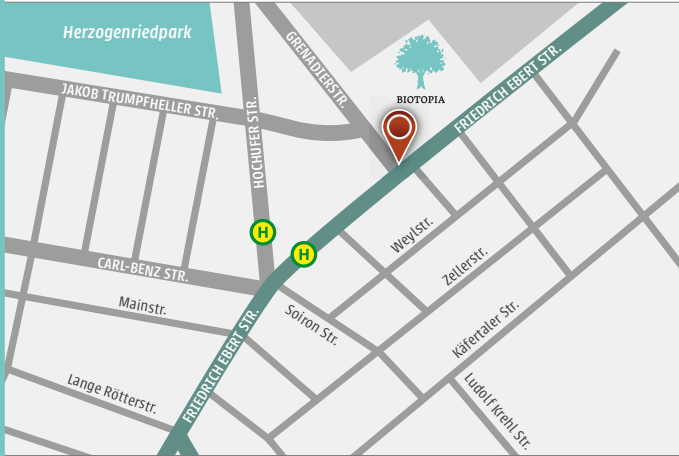 Herzogenriedpark
GRENADIERSTR.
BIOTOPIA
FRIEDRICH EBERT STR.
JAKOB TRUMPFHELLER STR.
HOCHUFER STR.
H
H
Weylstr.
Zellerstr.
CARL-BENZ STR.
Mainstr.
Soiron Str.
Käfertaler Str.
FRIEDRICH EBERT STR.
Lange Rötterstr.
Ludolf Krehl Str.